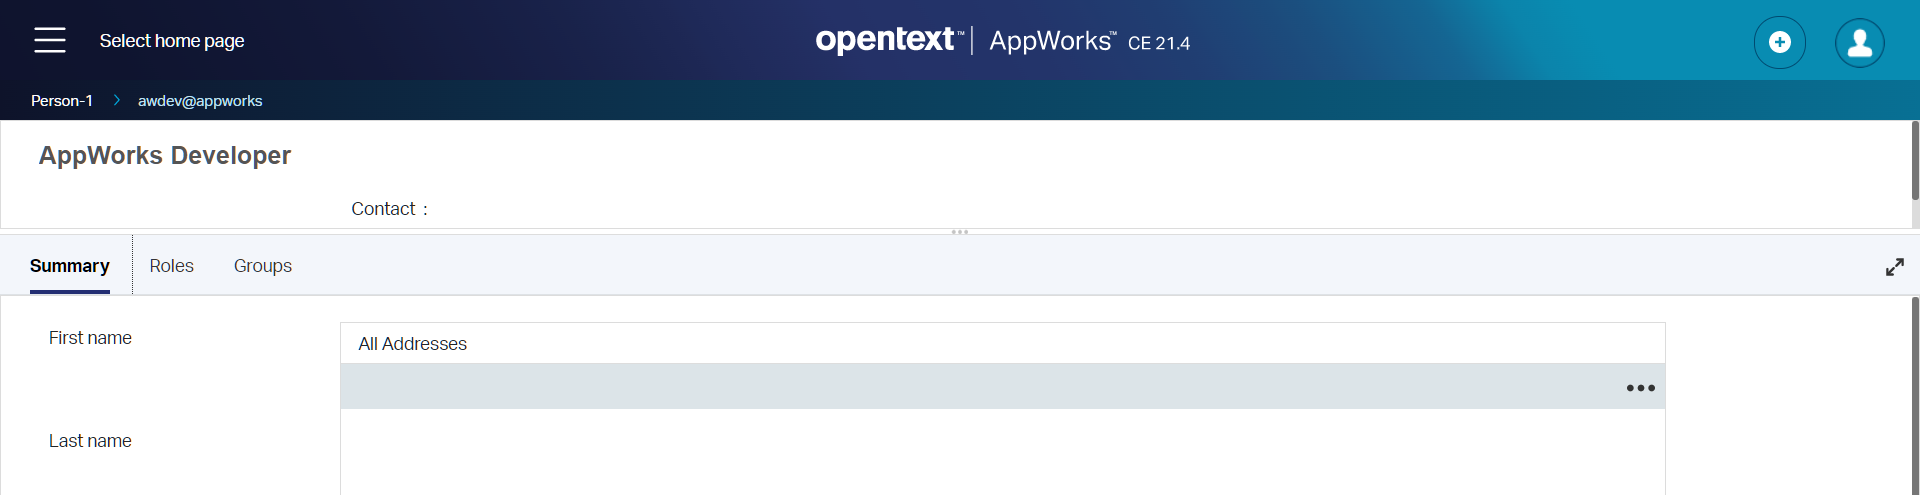 Select home page
opentext™ | AppWorks™ CE 21.4
Person-1 > awdev@appworks
AppWorks Developer
Contact :
Summary Roles Groups
First name
All Addresses
Last name